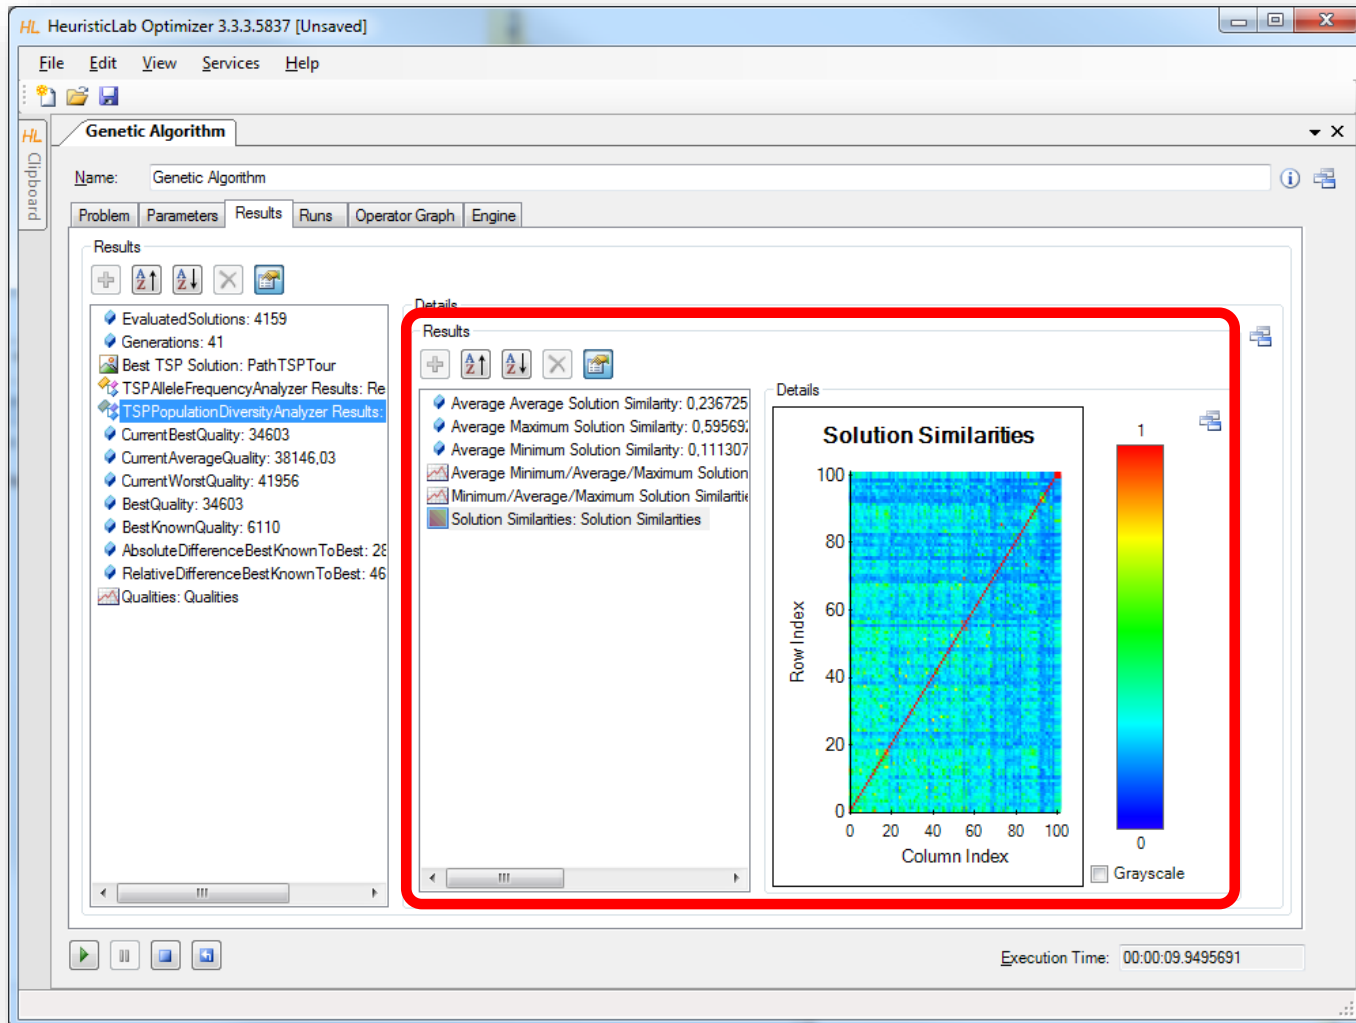 HL HeuristicLab Optimizer 3.3.3.5837 [Unsaved]
File Edit View Services Help
HL Clipboard
Genetic Algorithm
Name: Genetic Algorithm
Problem Parameters Results Runs Operator Graph Engine
Results
EvaluatedSolutions: 4159
Generations: 41
Best TSP Solution: PathTSPTour
TSPAlleleFrequencyAnalyzer Results: Re
TSPPopulationDiversityAnalyzer Results:
CurrentBestQuality: 34603
CurrentAverageQuality: 38146,03
CurrentWorstQuality: 41956
BestQuality: 34603
BestKnownQuality: 6110
AbsoluteDifferenceBestKnownToBest: 28
RelativeDifferenceBestKnownToBest: 46
Qualities: Qualities
Details
Results
Average Average Solution Similarity: 0,236725
Average Maximum Solution Similarity: 0,595692
Average Minimum Solution Similarity: 0,111307
Average Minimum/Average/Maximum Solution
Minimum/Average/Maximum Solution Similaritie
Solution Similarities: Solution Similarities
Details
Solution Similarities
100
80
60
40
20
0
Row Index
0 20 40 60 80 100
Column Index
1
0
Grayscale
Execution Time: 00:00:09.9495691